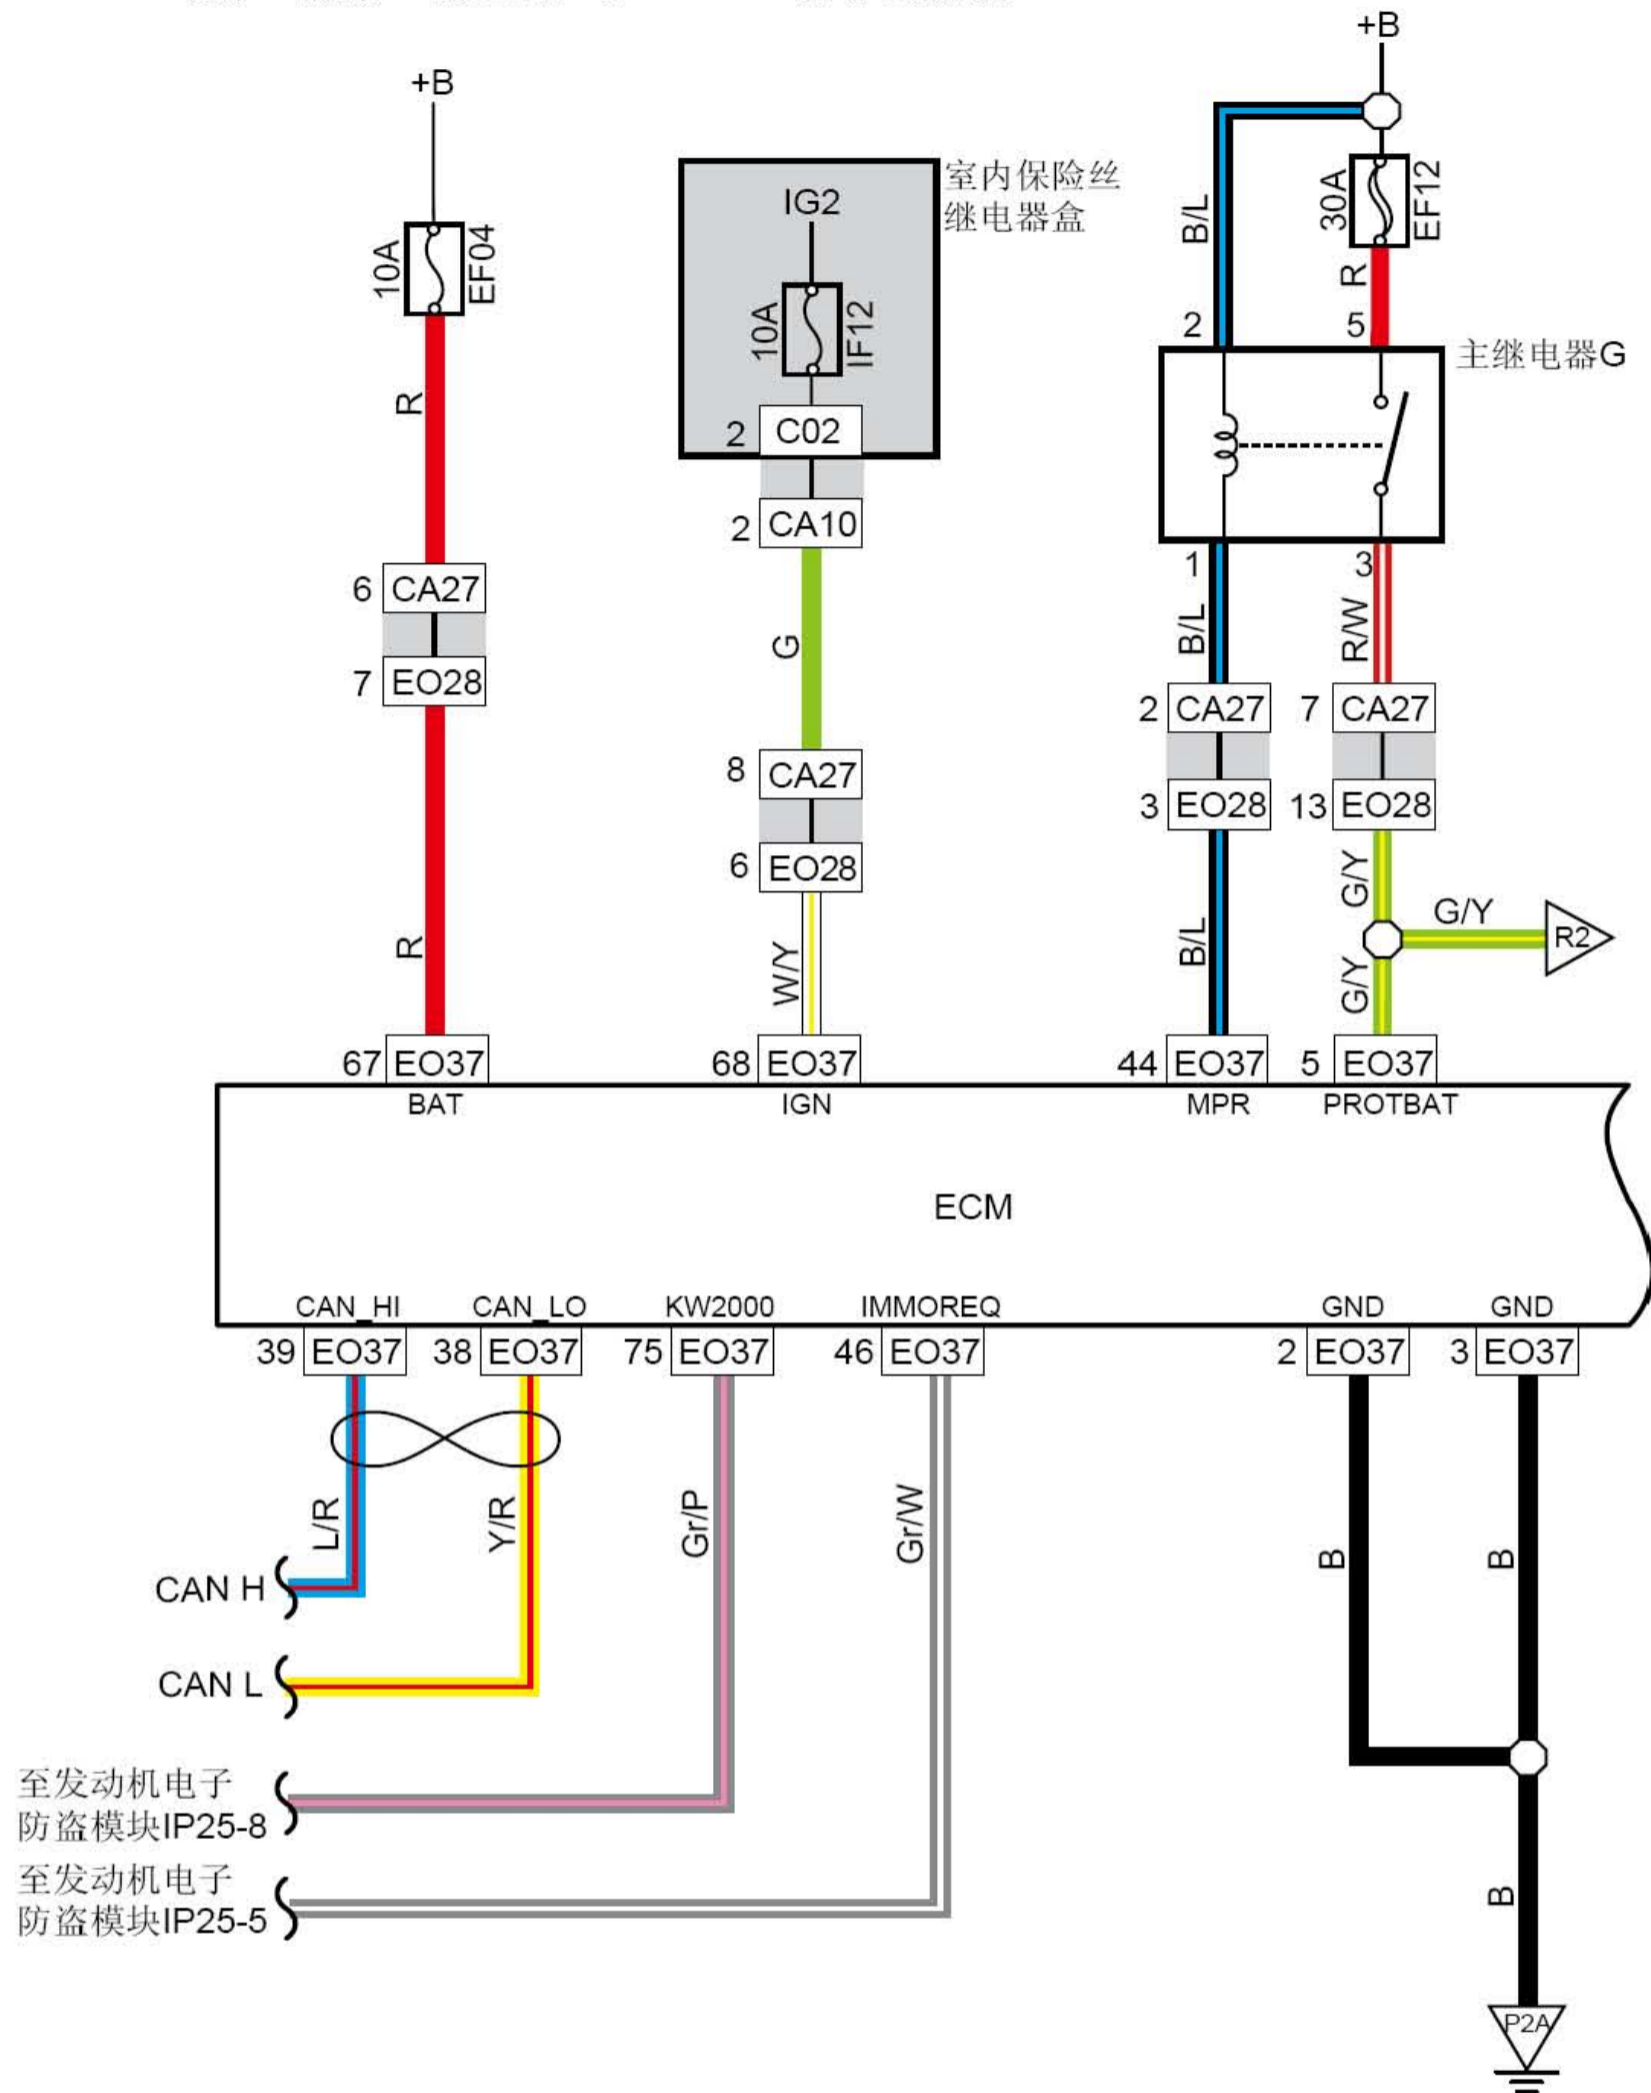 +B
+B
10A
EF04
室内保险丝
继电器盒
IG2
10A
IF12
2 C02
B/L
30A
EF12
R
2
5
主继电器G
R
2 CA10
G
1
3
B/L
R/W
6 CA27
7 EO28
8 CA27
6 EO28
2 CA27
3 EO28
7 CA27
13 EO28
R
W/Y
B/L
G/Y
G/Y
R2
G/Y
67 EO37
68 EO37
44 EO37
5 EO37
BAT
IGN
MPR
PROTBAT
ECM
CAN_HI
CAN_LO
KW2000
IMMOREQ
GND
GND
39 EO37
38 EO37
75 EO37
46 EO37
2 EO37
3 EO37
L/R
Y/R
Gr/P
Gr/W
B
B
CAN H
CAN L
至发动机电子
防盗模块IP25-8
至发动机电子
防盗模块IP25-5
B
P2A